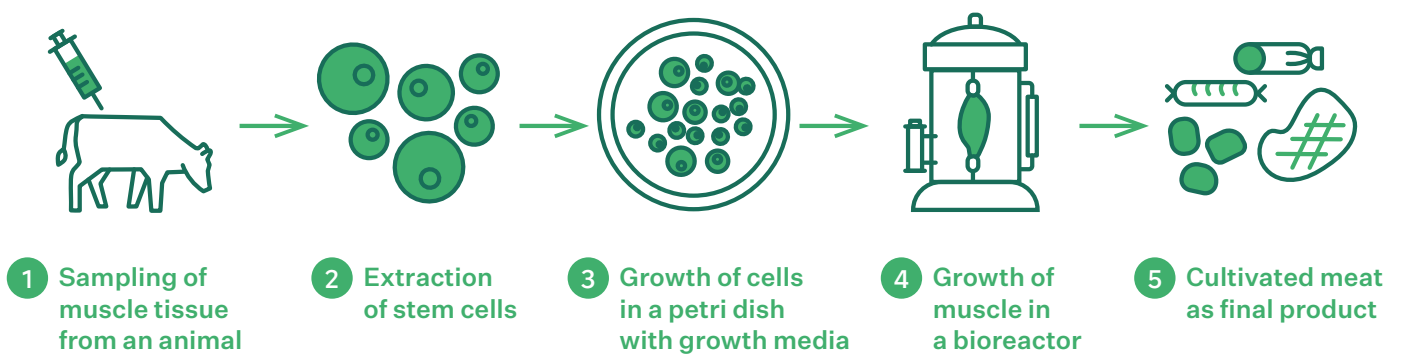 1 Sampling of
muscle tissue
from an animal
2 Extraction
of stem cells
3 Growth of cells
in a petri dish
with growth media
4 Growth of
muscle in
a bioreactor
5 Cultivated meat
as final product